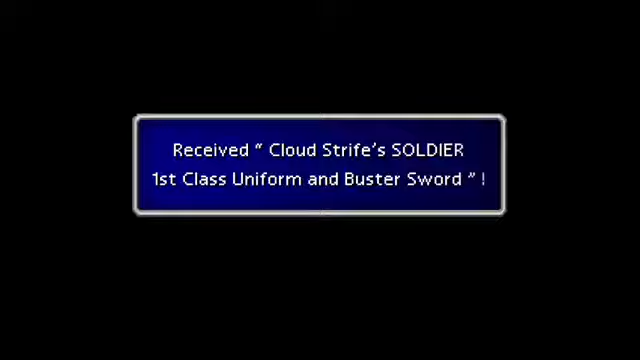 Received “ Cloud Strife's SOLDIER
1st Class Uniform and Buster Sword ” !